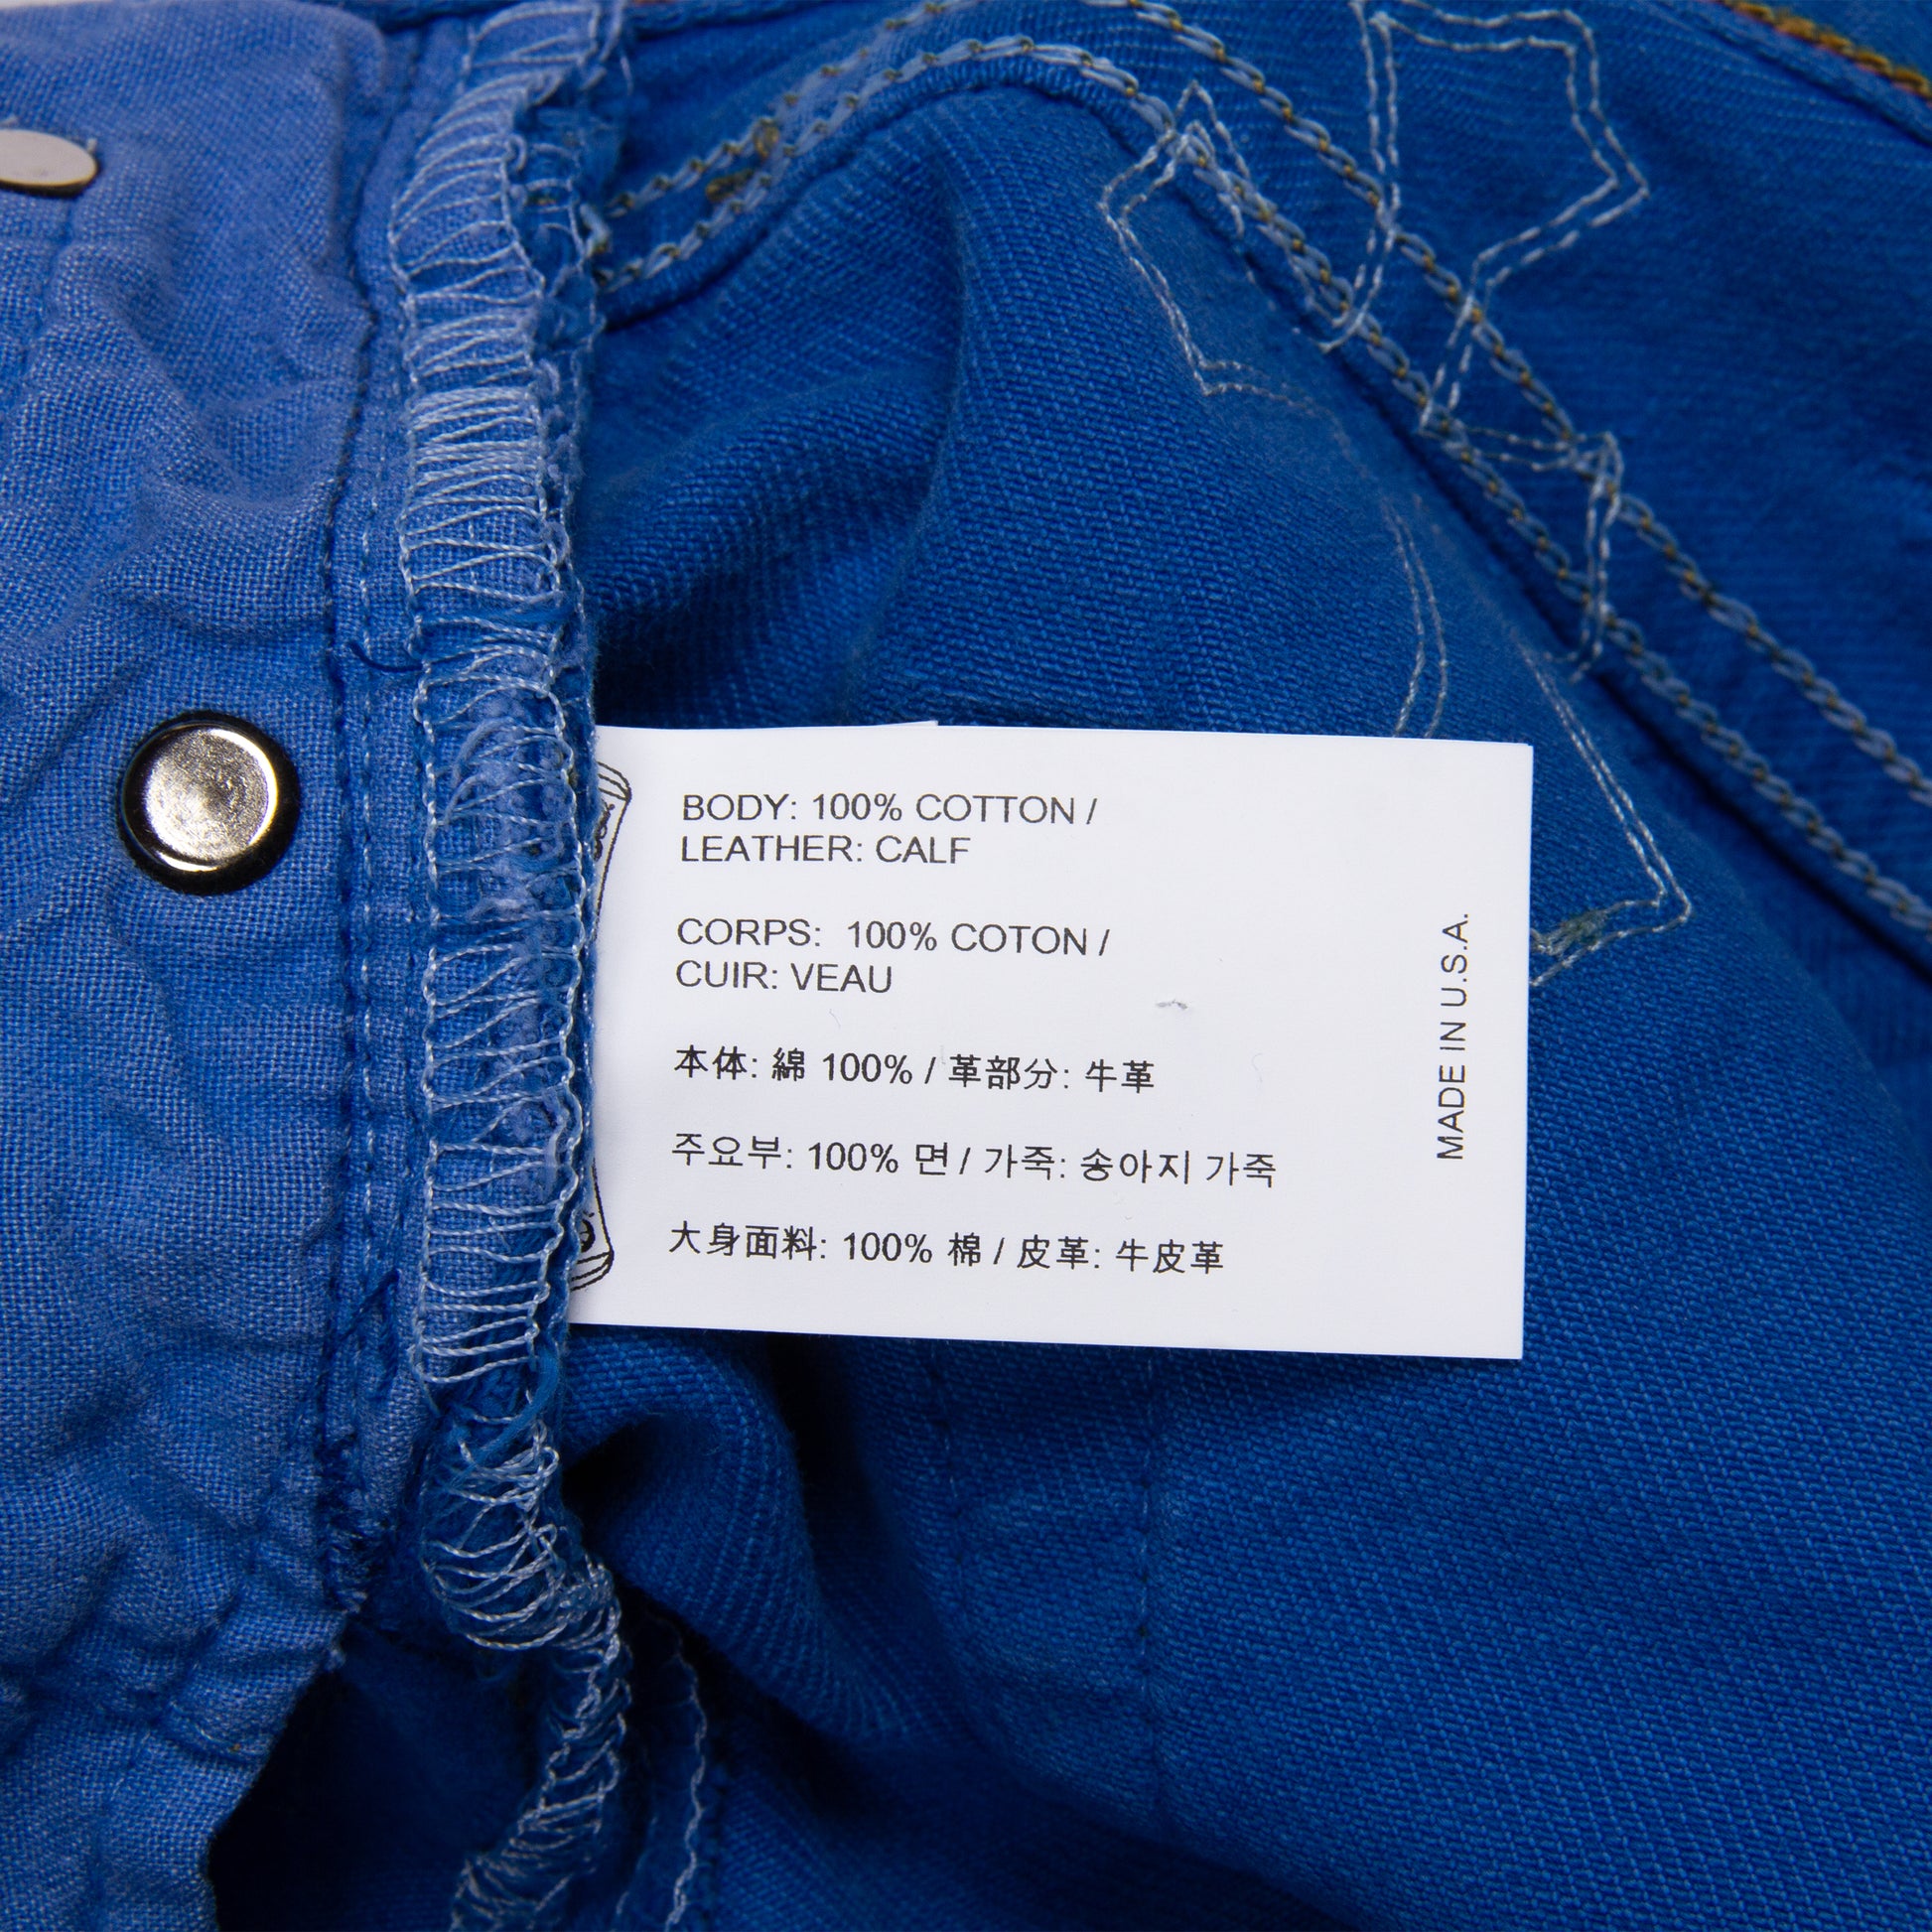 BODY: 100% COTTON /
LEATHER: CALF
CORPS: 100% COTON /
CUIR: VEAU
本体: 綿 100% / 革部分: 牛革
주요부: 100% 면 / 가죽: 송아지 가죽
大身面料: 100% 棉 / 皮革: 牛皮革
MADE IN U.S.A.